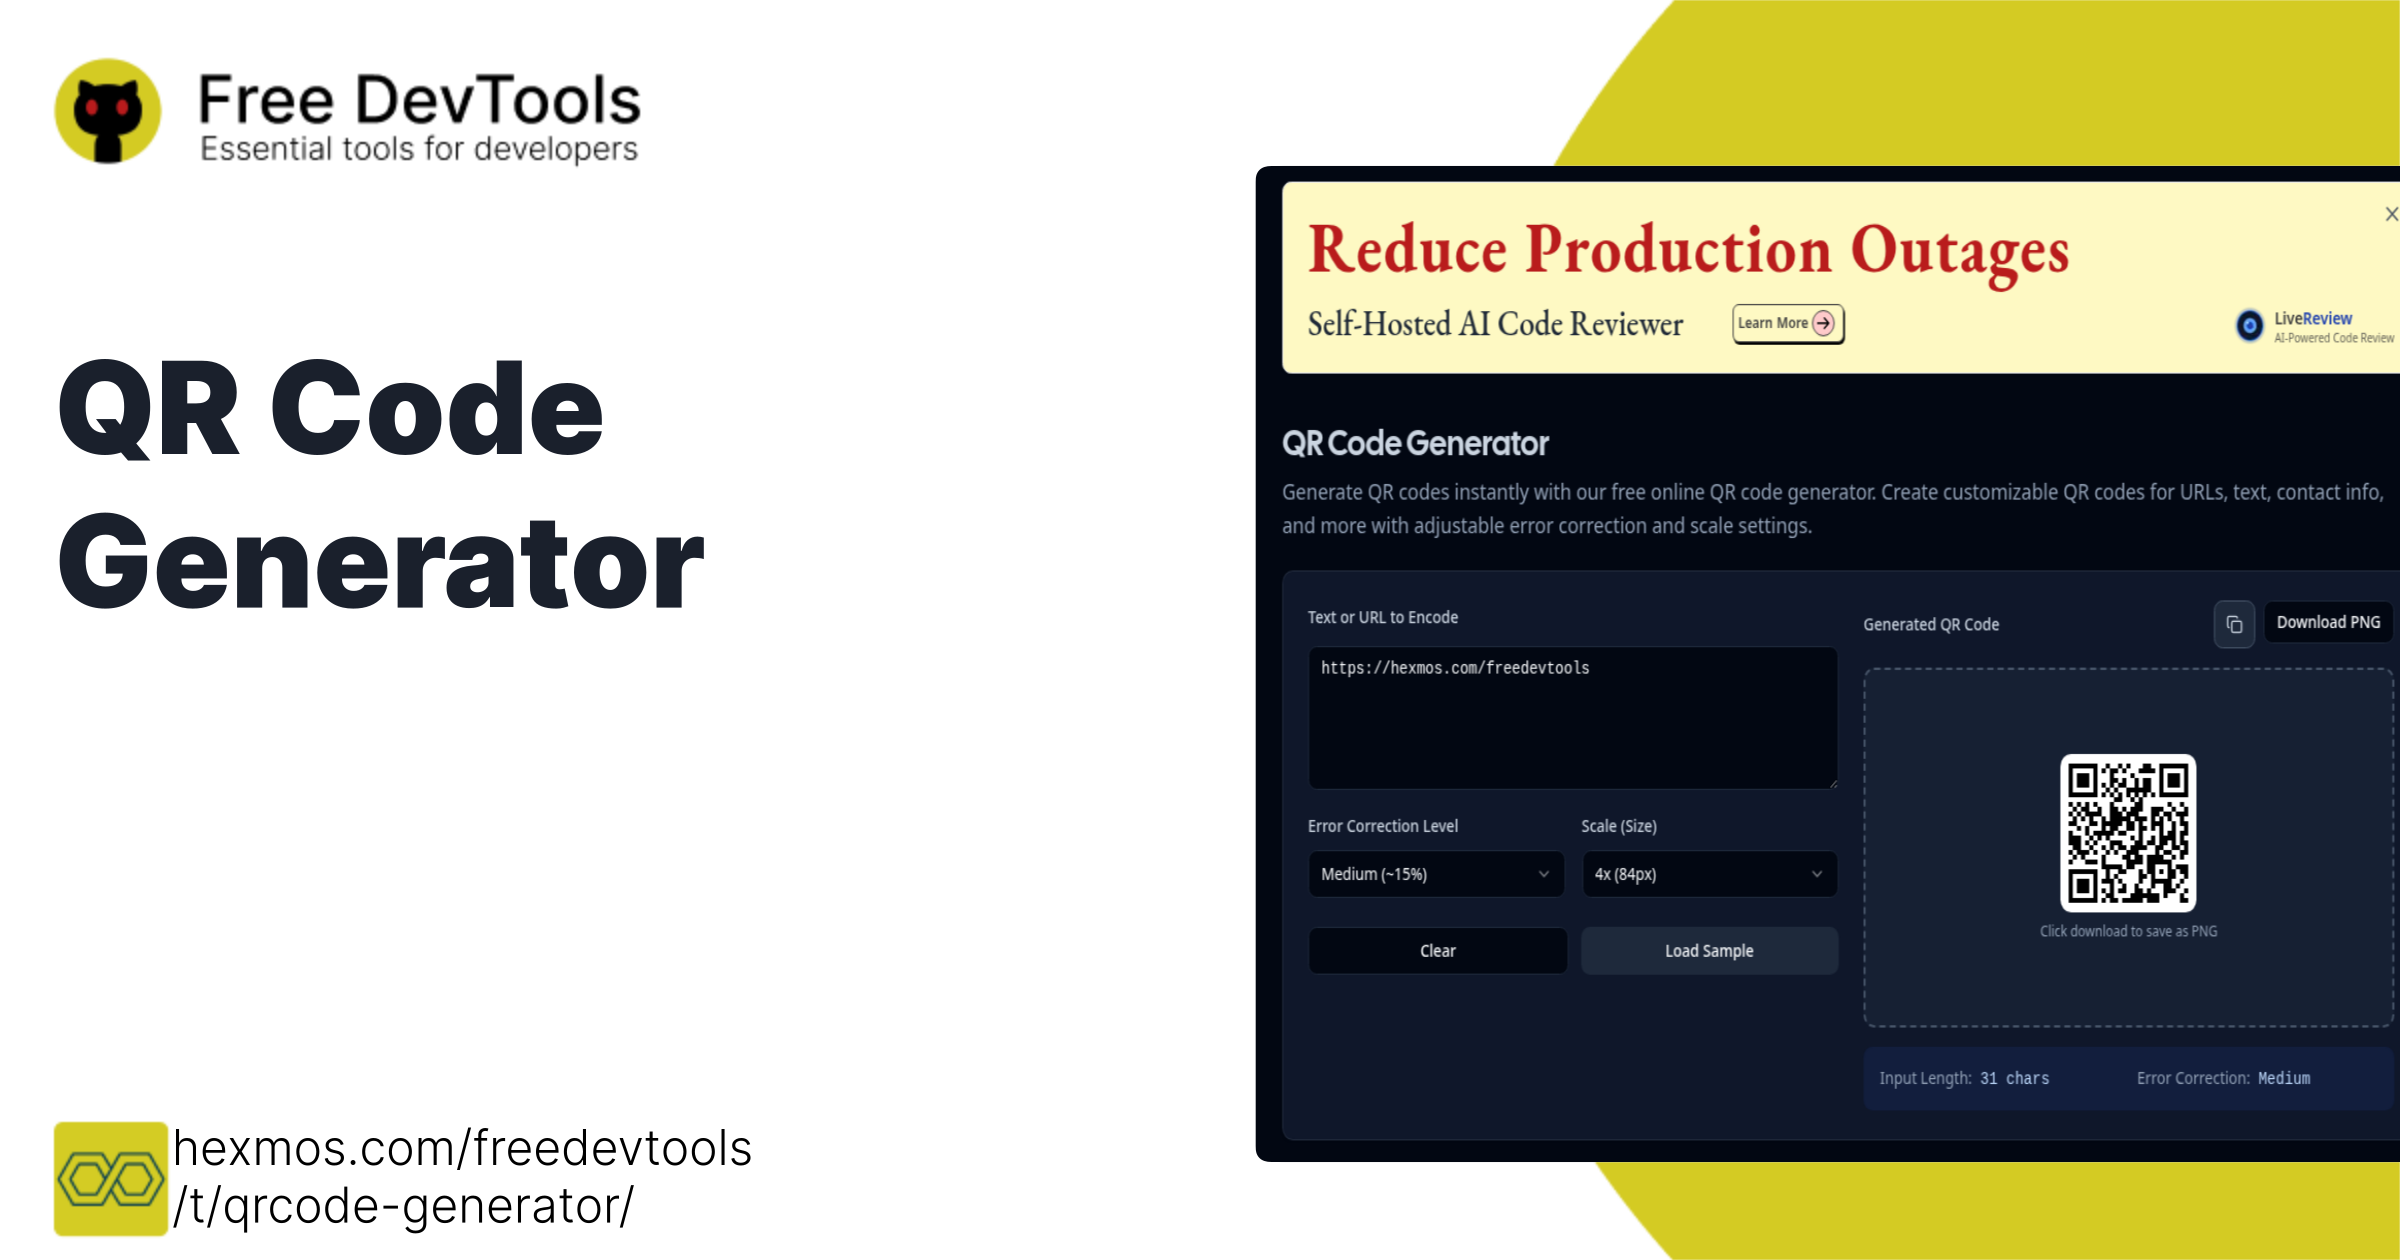 Free DevTools
Essential tools for developers
QR Code
Generator
hexmos.com/freedevtools
/t/qrcode-generator/
Reduce Production Outages
Self-Hosted AI Code Reviewer
Learn More
LiveReview
AI-Powered Code Review
QR Code Generator
Generate QR codes instantly with our free online QR code generator. Create customizable QR codes for URLs, text, contact info,
and more with adjustable error correction and scale settings.
Text or URL to Encode
https://hexmos.com/freedevtools
Error Correction Level
Scale (Size)
Medium (~15%)
4x (84px)
Clear
Load Sample
Generated QR Code
Download PNG
Click download to save as PNG
Input Length: 31 chars
Error Correction: Medium